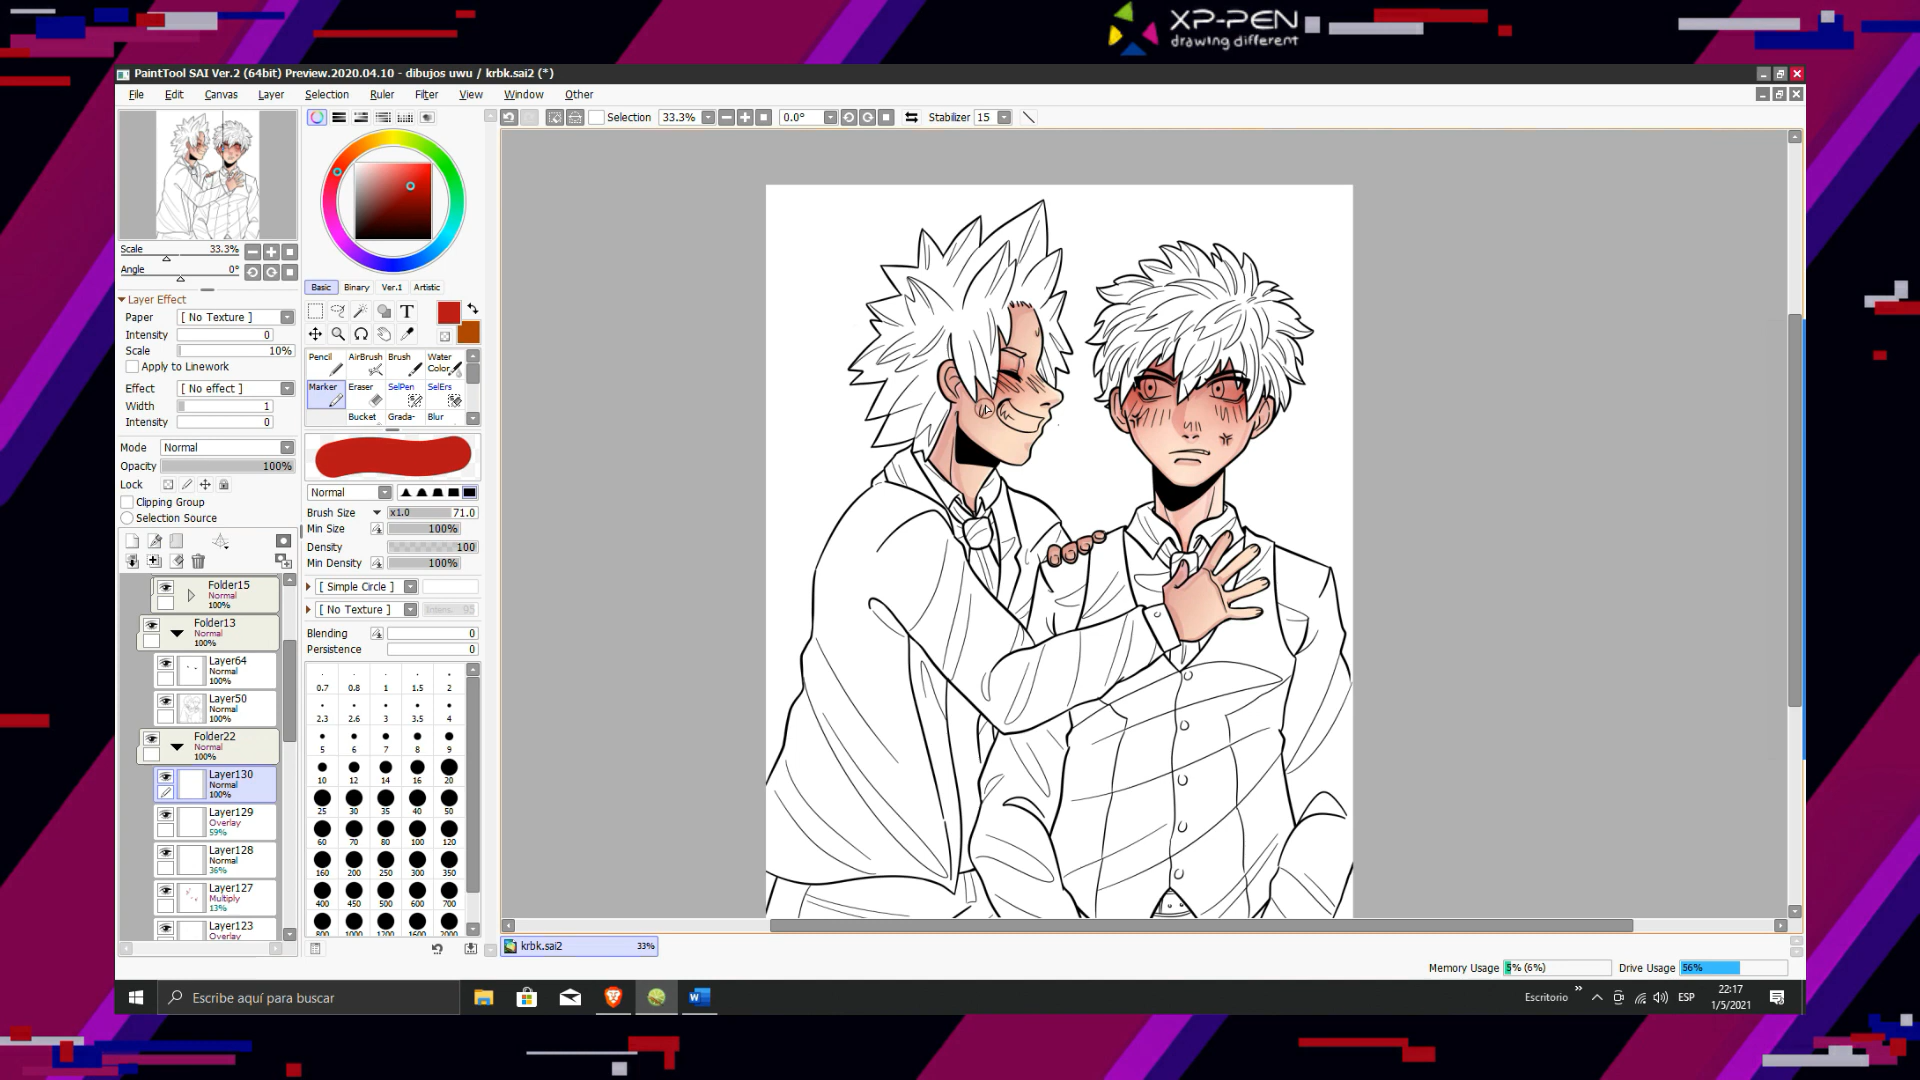 XP-PEN
drawing different
PaintTool SAI Ver.2 (64bit) Preview.2020.04.10 - dibujos uwu / krbk.sai2 (*)
File Edit Canvas Layer Selection Ruler Filter View Window Other
Selection 33.3% 0.0° Stabilizer 15
Scale 33.3%
Angle 0°
Layer Effect
Paper [ No Texture ]
Intensity 0
Scale 10%
Apply to Linework
Effect [ No effect ]
Width 1
Intensity 0
Mode Normal
Opacity 100%
Lock
Clipping Group
Selection Source
Folder15
Normal
100%
Folder13
Normal
100%
Layer64
Normal
100%
Layer50
Normal
100%
Folder22
Normal
100%
Layer130
Normal
100%
Layer129
Overlay
59%
Layer128
Normal
36%
Layer127
Multiply
13%
Layer123
Overlay
Basic Binary Ver.1 Artistic
T
Pencil AirBrush Brush Water
Color
Marker Eraser SelPen SelErs
Bucket Grada- Blur
Normal
Brush Size x1.0 71.0
Min Size 100%
Density 100
Min Density 100%
[ Simple Circle ]
[ No Texture ] Intens. 95
Blending 0
Persistence 0
0.7 0.8 1 1.5 2
2.3 2.6 3 3.5 4
5 6 7 8 9
10 12 14 16 20
25 30 35 40 50
60 70 80 100 120
160 200 250 300 350
400 450 500 600 700
800 1000 1200 1600 2000
krbk.sai2 33%
Memory Usage 5% (6%) Drive Usage 56%
Escribe aquí para buscar
Escritorio
ESP
22:17
1/5/2021